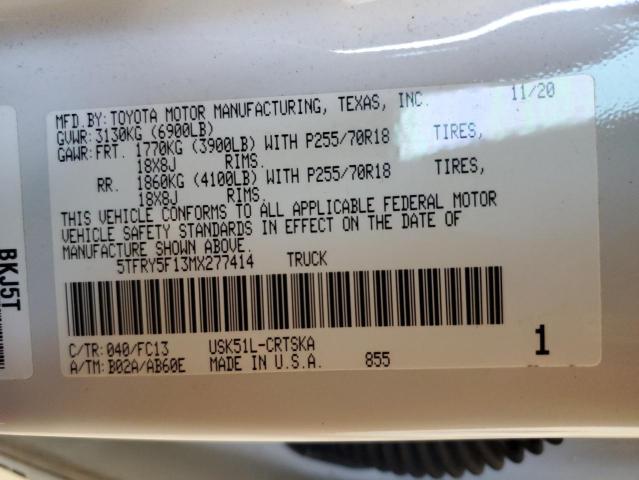 MFD.BY: TOYOTA MOTOR MANUFACTURING, TEXAS, INC. 11/20
GVWR: 3130KG (6900LB)
GAWR: FRT. 1770KG (3900LB) WITH P255/70R18 TIRES,
18X8J RIMS.
RR. 1860KG (4100LB) WITH P255/70R18 TIRES,
18X8J RIMS.
THIS VEHICLE CONFORMS TO ALL APPLICABLE FEDERAL MOTOR
VEHICLE SAFETY STANDARDS IN EFFECT ON THE DATE OF
MANUFACTURE SHOWN ABOVE.
5TFRY5F13MX277414 TRUCK
C/TR: 040/FC13 USK51L-CRTSKA 1
A/TM: B02A/AB60E MADE IN U.S.A. 855
BKJ5T